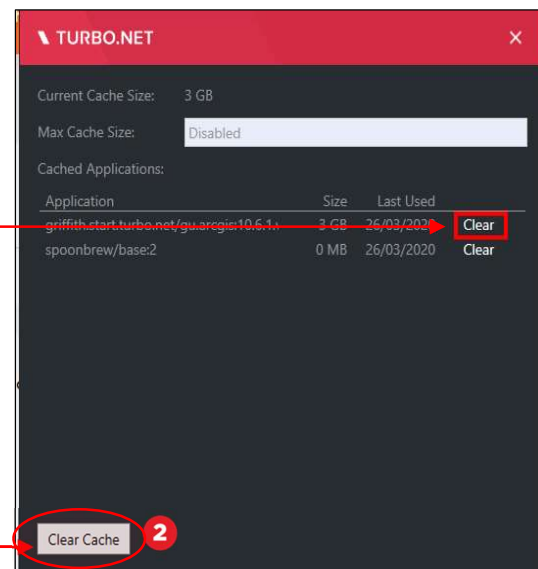 TURBO.NET
Current Cache Size: 3 GB
Max Cache Size: Disabled
Cached Applications:
Application Size Last Used
griffith.start.turbo.net/gu.arcgis:10.6.1. 3 GB 26/03/2020 Clear
spoonbrew/base:2 0 MB 26/03/2020 Clear
Clear Cache 2